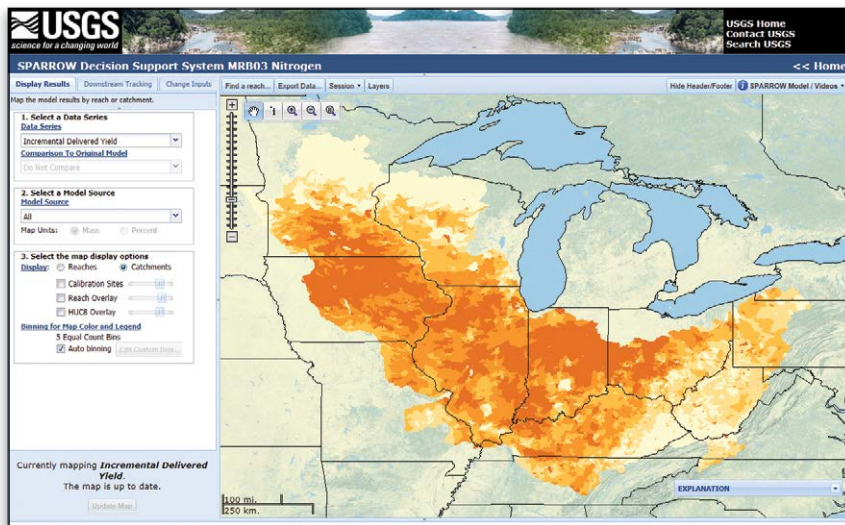 USGS
science for a changing world
USGS Home
Contact USGS
Search USGS
SPARROW Decision Support System MRB03 Nitrogen
<< Home
Display Results
Downstream Tracking
Change Inputs
Find a reach...
Export Data...
Session
Layers
Hide Header/Footer
SPARROW Model / Videos
Map the model results by reach or catchment.
1. Select a Data Series
Data Series
Incremental Delivered Yield
Comparison To Original Model
Do Not Compare
2. Select a Model Source
Model Source
All
Map Units: Mass Percent
3. Select the map display options
Display: Reaches Catchments
Calibration Sites
Reach Overlay
HUC8 Overlay
Binning for Map Color and Legend
5 Equal Count Bins
Auto binning Edit Custom Bins...
Currently mapping Incremental Delivered
Yield.
The map is up to date.
Update Map
100 mi.
250 km.
EXPLANATION